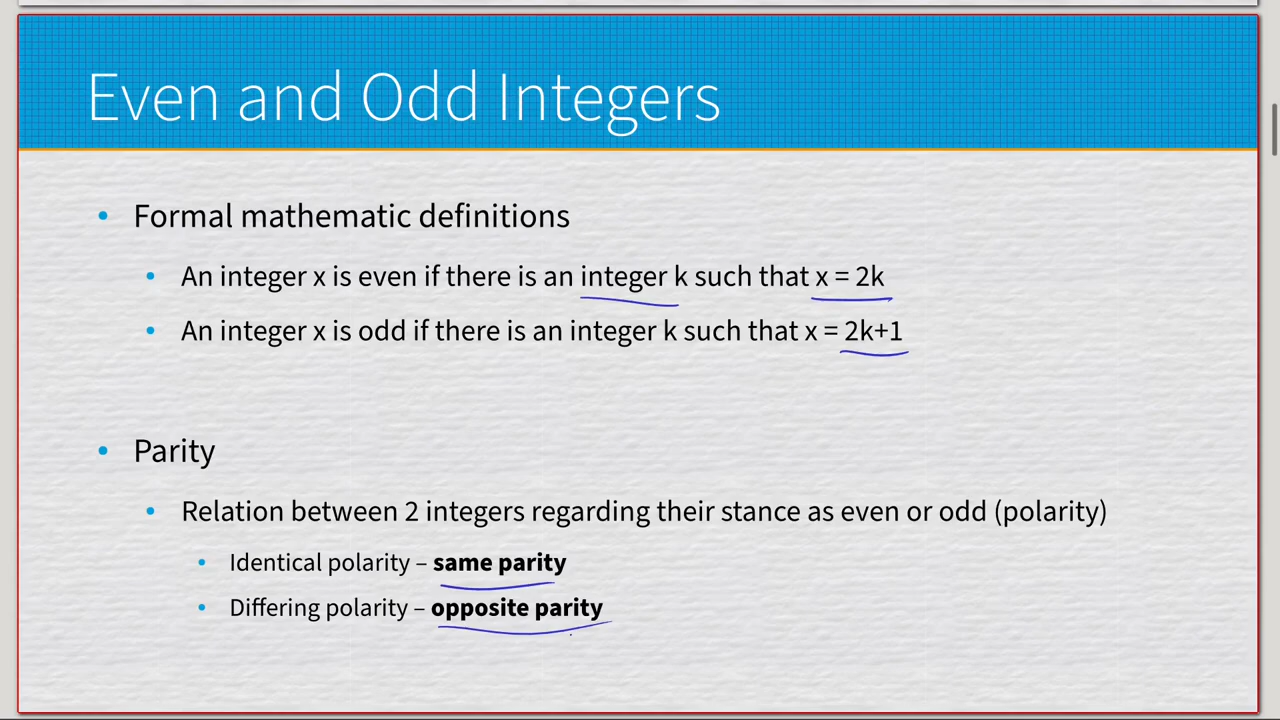 Even and Odd Integers
• Formal mathematic definitions
• An integer x is even if there is an integer k such that x = 2k
• An integer x is odd if there is an integer k such that x = 2k+1
• Parity
• Relation between 2 integers regarding their stance as even or odd (polarity)
• Identical polarity – same parity
• Differing polarity – opposite parity